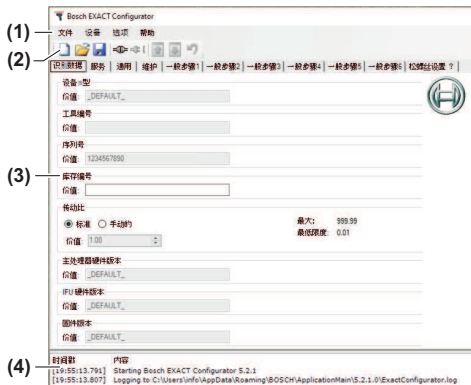 Bosch EXACT Configurator
(1) 文件 设备 选项 帮助
(2)
识别数据 服务 通用 维护 一般步骤1 一般步骤2 一般步骤3 一般步骤4 一般步骤5 一般步骤6 松螺丝设置 ?
设备 型
价值: _DEFAULT_
工具编号
价值:
序列号
价值: 1234567890
库存编号
(3) 价值:
传动比
标准 手动的 最大: 999.99
价值: 1.00 最低限度: 0.01
主处理器硬件版本
价值: _DEFAULT_
IFU 硬件版本
价值: _DEFAULT_
固件版本
价值: _DEFAULT_
(4) 时间戳 内容
[19:55:13.791] Starting Bosch EXACT Configurator 5.2.1
[19:55:13.807] Logging to C:\Users\info\AppData\Roaming\BOSCH\ApplicationMain\5.2.1.0\ExactConfigurator.log